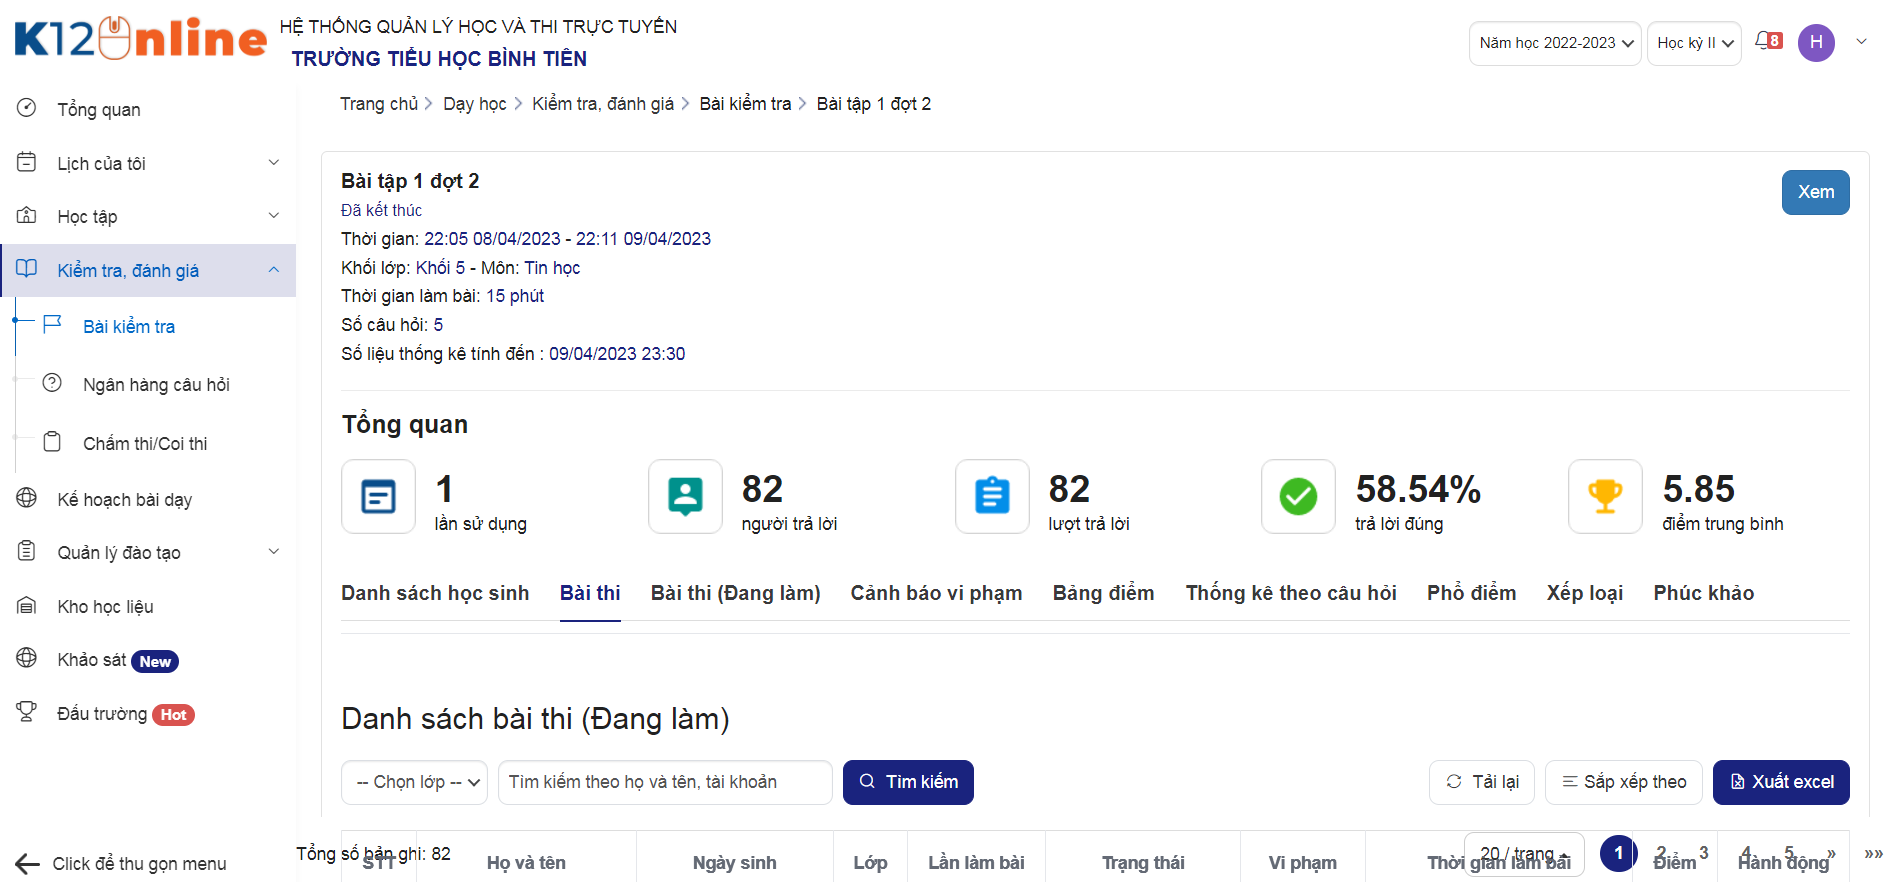 K12Online
HỆ THỐNG QUẢN LÝ HỌC VÀ THI TRỰC TUYẾN
TRƯỜNG TIỂU HỌC BÌNH TIÊN
Năm học 2022-2023
Học kỳ II
8
H
Tổng quan
Lịch của tôi
Học tập
Kiểm tra, đánh giá
Bài kiểm tra
Ngân hàng câu hỏi
Chấm thi/Coi thi
Kế hoạch bài dạy
Quản lý đào tạo
Kho học liệu
Khảo sát New
Đấu trường Hot
Click để thu gọn menu
Trang chủ > Dạy học > Kiểm tra, đánh giá > Bài kiểm tra > Bài tập 1 đợt 2
Bài tập 1 đợt 2
Xem
Đã kết thúc
Thời gian: 22:05 08/04/2023 - 22:11 09/04/2023
Khối lớp: Khối 5 - Môn: Tin học
Thời gian làm bài: 15 phút
Số câu hỏi: 5
Số liệu thống kê tính đến : 09/04/2023 23:30
Tổng quan
1
lần sử dụng
82
người trả lời
82
lượt trả lời
58.54%
trả lời đúng
5.85
điểm trung bình
Danh sách học sinh
Bài thi
Bài thi (Đang làm)
Cảnh báo vi phạm
Bảng điểm
Thống kê theo câu hỏi
Phổ điểm
Xếp loại
Phúc khảo
Danh sách bài thi (Đang làm)
-- Chọn lớp --
Tìm kiếm theo họ và tên, tài khoản
Tìm kiếm
Tải lại
Sắp xếp theo
Xuất excel
Tổng số bản ghi: 82
20 / trang
1 2 3 4 5 » »»
STT
Họ và tên
Ngày sinh
Lớp
Lần làm bài
Trạng thái
Vi phạm
Thời gian làm bài
Điểm
Hành động